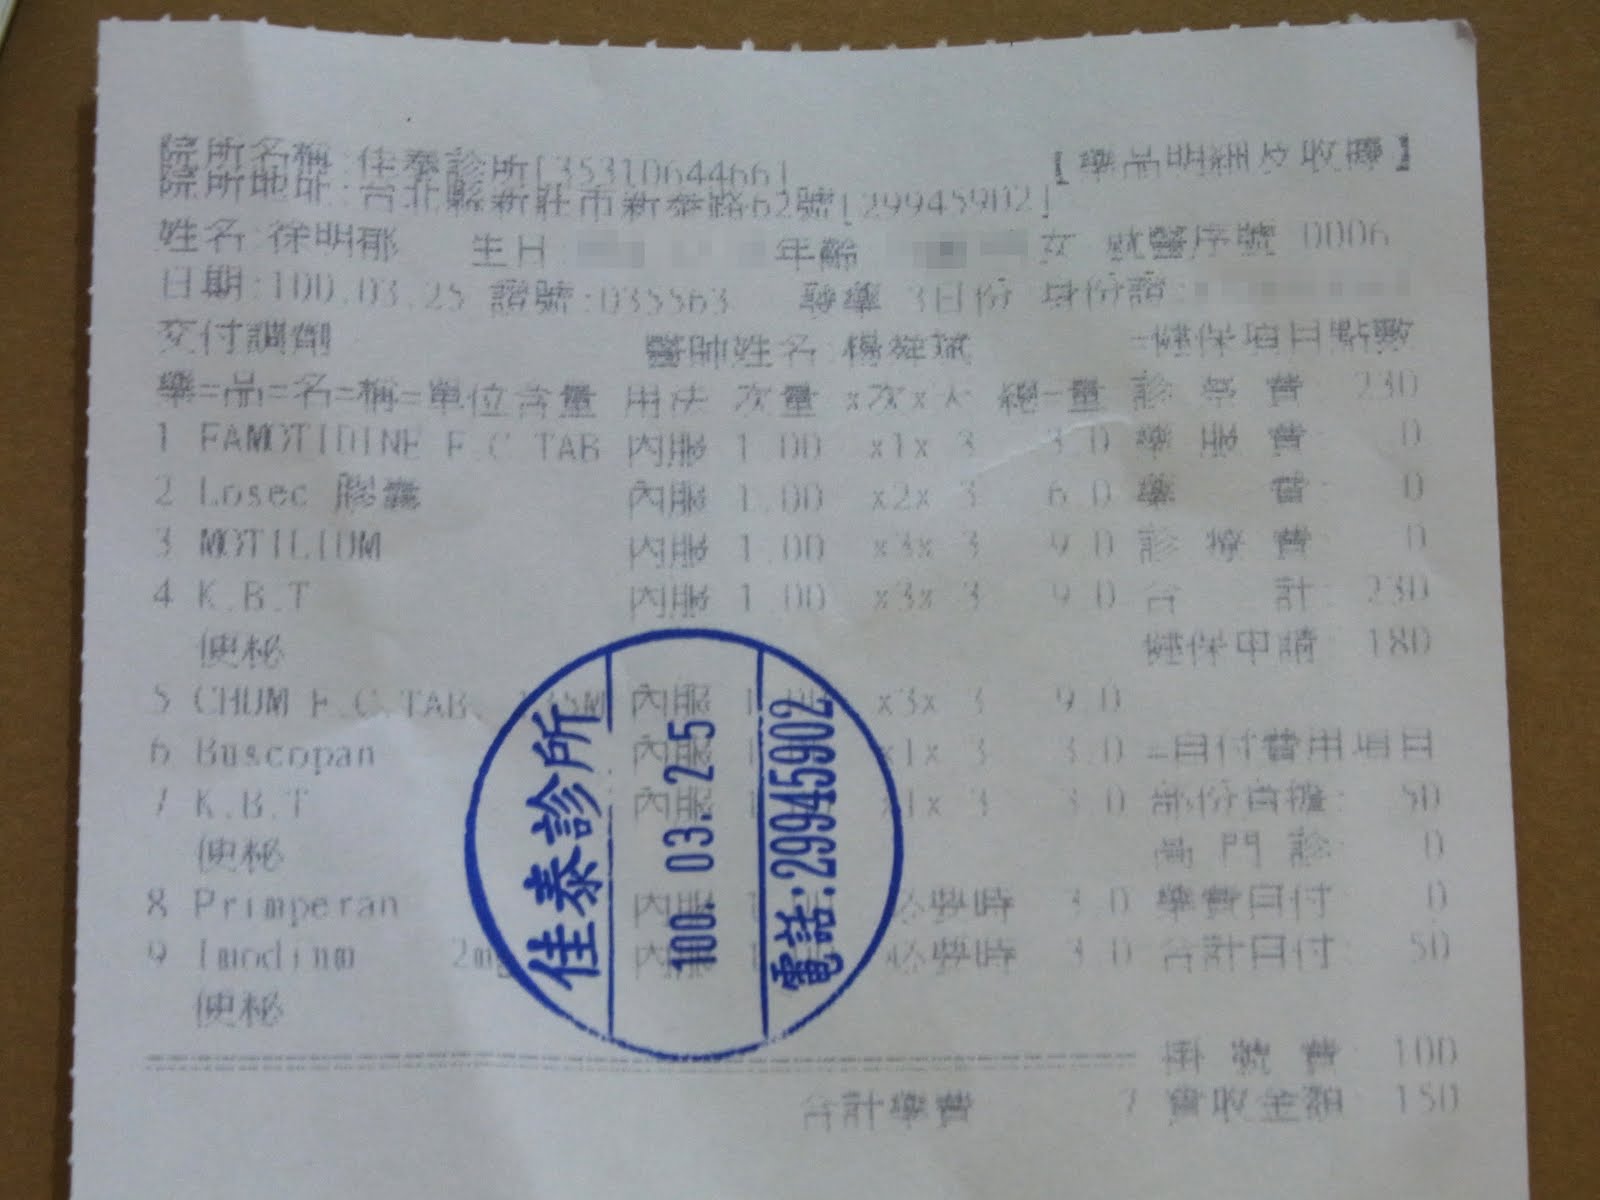 院所名稱:佳泰診所[3531064466]
【藥品明細及收據】
院所地址:台北縣新莊市新泰路62號[29945902]
姓名:徐明郁 生日: 年齡 女 就醫序號 0006
日期:100.03.25 證號:035563 發藥 3日份 身份證:
交付調劑 醫師姓名 -健保項目點數
藥=品=名=稱=單位含量 用法 次量 x次x天 總-量 診察費: 230
1 FAMOTIDINE F.C TAB 內服 1.00 x1x 3 3.0 藥服費: 0
2 Losec 膠囊 內服 1.00 x2x 3 6.0 藥費: 0
3 MOTILIUM 內服 1.00 x3x 3 9.0 診療費: 0
4 K.B.T 內服 1.00 x3x 3 9.0 合計: 230
便秘 健保申請: 180
5 F.C.TAB. 內服 x3x 3 9.0
6 Buscopan 內服 x1x 3 3.0 =自付費用項目
7 K.B.T 內服 x1x 3 3.0 部份負擔: 50
便秘 高門診: 0
8 Primperan 內服 必要時 3.0 藥費自付: 0
9 Imodium 2mg 內服 必要時 3.0 合計自付: 50
便秘
掛號費: 100
合計藥費 實收金額: 150
佳泰診所
100.03.25
電話:29945902